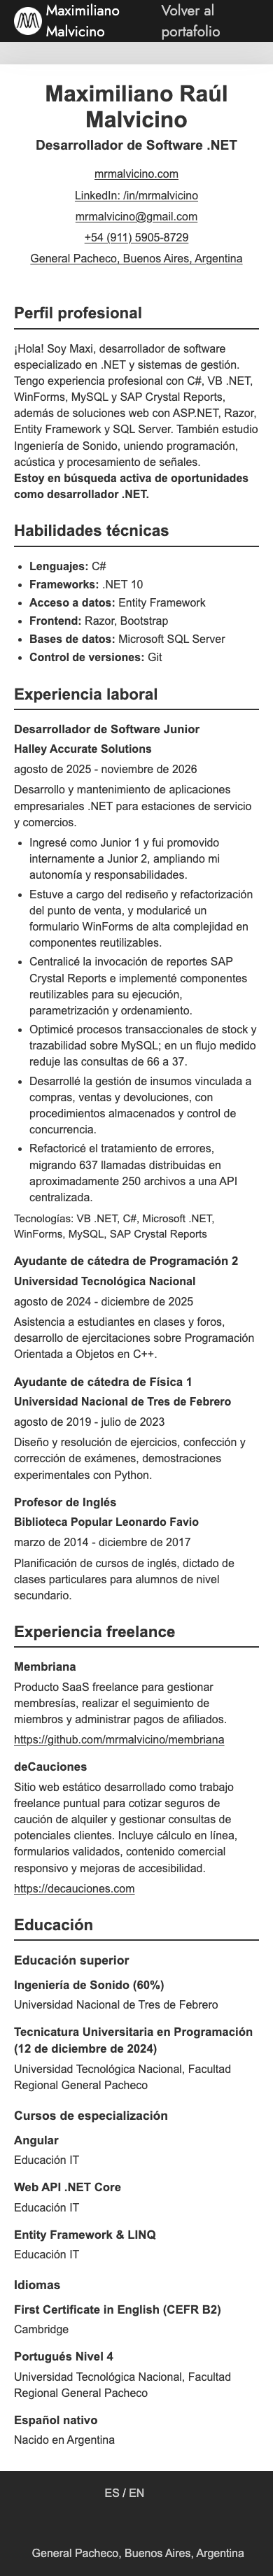 Maximiliano
Malvicino
Volver al
portafolio
Maximiliano Raúl
Malvicino
Desarrollador de Software .NET
mrmalvicino.com
LinkedIn: /in/mrmalvicino
mrmalvicino@gmail.com
+54 (911) 5905-8729
General Pacheco, Buenos Aires, Argentina
Perfil profesional
¡Hola! Soy Maxi, desarrollador de software
especializado en .NET y sistemas de gestión.
Tengo experiencia profesional con C#, VB .NET,
WinForms, MySQL y SAP Crystal Reports,
además de soluciones web con ASP.NET, Razor,
Entity Framework y SQL Server. También estudio
Ingeniería de Sonido, uniendo programación,
acústica y procesamiento de señales.
Estoy en búsqueda activa de oportunidades
como desarrollador .NET.
Habilidades técnicas
• Lenguajes: C#
• Frameworks: .NET 10
• Acceso a datos: Entity Framework
• Frontend: Razor, Bootstrap
• Bases de datos: Microsoft SQL Server
• Control de versiones: Git
Experiencia laboral
Desarrollador de Software Junior
Halley Accurate Solutions
agosto de 2025 - noviembre de 2026
Desarrollo y mantenimiento de aplicaciones
empresariales .NET para estaciones de servicio
y comercios.
• Ingresé como Junior 1 y fui promovido
internamente a Junior 2, ampliando mi
autonomía y responsabilidades.
• Estuve a cargo del rediseño y refactorización
del punto de venta, y modularicé un
formulario WinForms de alta complejidad en
componentes reutilizables.
• Centralicé la invocación de reportes SAP
Crystal Reports e implementé componentes
reutilizables para su ejecución,
parametrización y ordenamiento.
• Optimicé procesos transaccionales de stock y
trazabilidad sobre MySQL; en un flujo medido
reduje las consultas de 66 a 37.
• Desarrollé la gestión de insumos vinculada a
compras, ventas y devoluciones, con
procedimientos almacenados y control de
concurrencia.
• Refactoricé el tratamiento de errores,
migrando 637 llamadas distribuidas en
aproximadamente 250 archivos a una API
centralizada.
Tecnologías: VB .NET, C#, Microsoft .NET,
WinForms, MySQL, SAP Crystal Reports
Ayudante de cátedra de Programación 2
Universidad Tecnológica Nacional
agosto de 2024 - diciembre de 2025
Asistencia a estudiantes en clases y foros,
desarrollo de ejercitaciones sobre Programación
Orientada a Objetos en C++.
Ayudante de cátedra de Física 1
Universidad Nacional de Tres de Febrero
agosto de 2019 - julio de 2023
Diseño y resolución de ejercicios, confección y
corrección de exámenes, demostraciones
experimentales con Python.
Profesor de Inglés
Biblioteca Popular Leonardo Favio
marzo de 2014 - diciembre de 2017
Planificación de cursos de inglés, dictado de
clases particulares para alumnos de nivel
secundario.
Experiencia freelance
Membriana
Producto SaaS freelance para gestionar
membresías, realizar el seguimiento de
miembros y administrar pagos de afiliados.
https://github.com/mrmalvicino/membriana
deCauciones
Sitio web estático desarrollado como trabajo
freelance puntual para cotizar seguros de
caución de alquiler y gestionar consultas de
potenciales clientes. Incluye cálculo en línea,
formularios validados, contenido comercial
responsivo y mejoras de accesibilidad.
https://decauciones.com
Educación
Educación superior
Ingeniería de Sonido (60%)
Universidad Nacional de Tres de Febrero
Tecnicatura Universitaria en Programación
(12 de diciembre de 2024)
Universidad Tecnológica Nacional, Facultad
Regional General Pacheco
Cursos de especialización
Angular
Educación IT
Web API .NET Core
Educación IT
Entity Framework & LINQ
Educación IT
Idiomas
First Certificate in English (CEFR B2)
Cambridge
Portugués Nivel 4
Universidad Tecnológica Nacional, Facultad
Regional General Pacheco
Español nativo
Nacido en Argentina
ES / EN
General Pacheco, Buenos Aires, Argentina